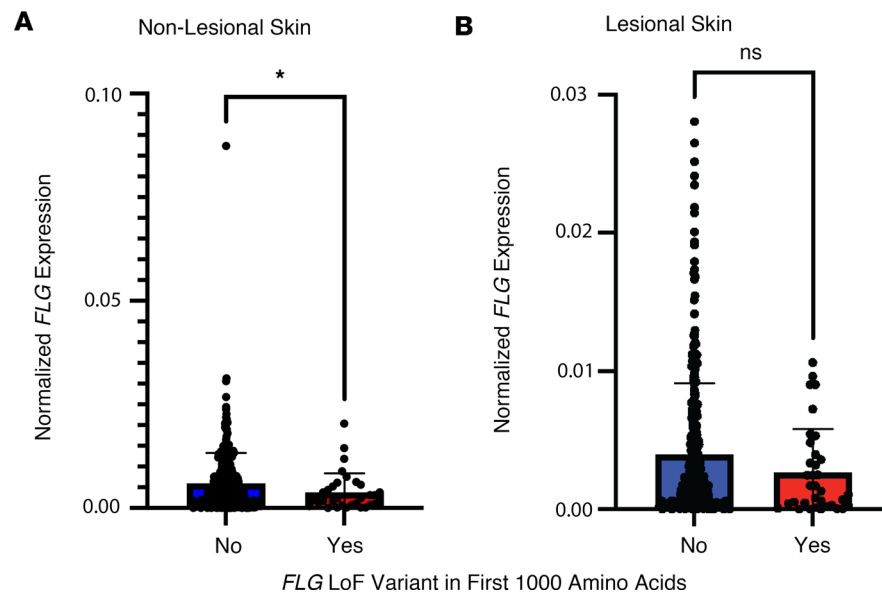 A
Non-Lesional Skin
*
Normalized FLG Expression
0.10
0.05
0.00
No
Yes
B
Lesional Skin
ns
Normalized FLG Expression
0.03
0.02
0.01
0.00
No
Yes
FLG LoF Variant in First 1000 Amino Acids